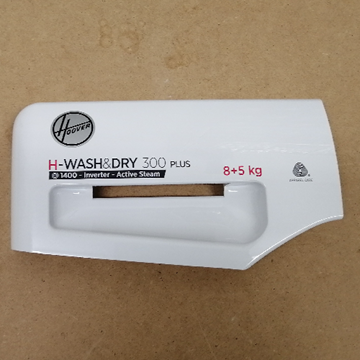 HOOVER
H-WASH&DRY 300 PLUS
1400 - Inverter - Active Steam
8+5 kg